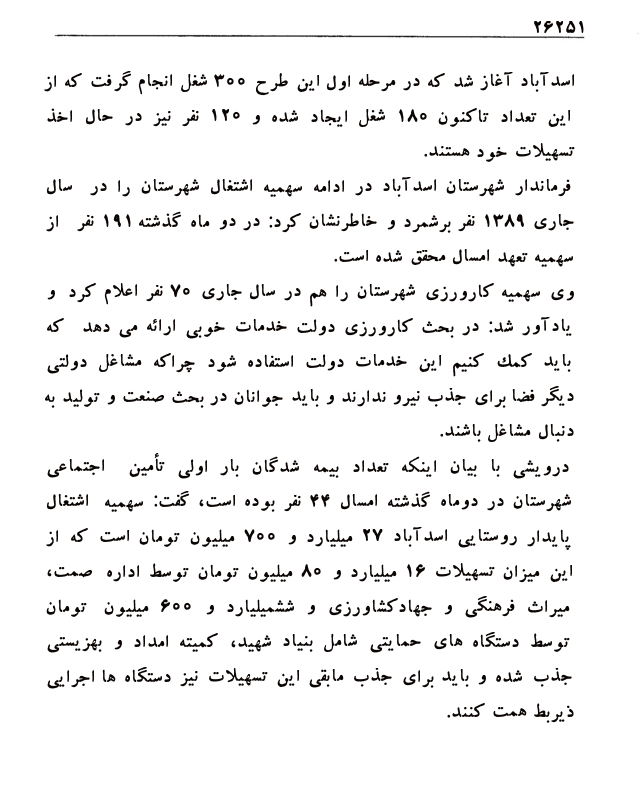 ۲۶۲۵۱
اسدآباد آغاز شد که در مرحله اول این طرح ۳۰۰ شغل انجام گرفت که از
این تعداد تاکنون ۱۸۰ شغل ایجاد شده و ۱۲۰ نفر نیز در حال اخذ
تسهیلات خود هستند.
فرماندار شهرستان اسدآباد در ادامه سهمیه اشتغال شهرستان را در سال
جاری ۱۳۸۹ نفر برشمرد و خاطرنشان کرد: در دو ماه گذشته ۱۹۱ نفر از
سهمیه تعهد امسال محقق شده است.
وی سهمیه کارورزی شهرستان را هم در سال جاری ۷۰ نفر اعلام کرد و
یادآور شد: در بحث کارورزی دولت خدمات خوبی ارائه می دهد که
باید کمك کنیم این خدمات دولت استفاده شود چراکه مشاغل دولتی
دیگر فضا برای جذب نیرو ندارند و باید جوانان در بحث صنعت و تولید به
دنبال مشاغل باشند.
درویشی با بیان اینکه تعداد بیمه شدگان بار اولی تأمین اجتماعی
شهرستان در دوماه گذشته امسال ۴۴ نفر بوده است، گفت: سهمیه اشتغال
پایدار روستایی اسدآباد ۲۷ میلیارد و ۷۰۰ میلیون تومان است که از
این میزان تسهیلات ۱۶ میلیارد و ۸۰ میلیون تومان توسط اداره صمت،
میراث فرهنگی و جهادکشاورزی و ششمیلیارد و ۶۰۰ میلیون تومان
توسط دستگاه های حمایتی شامل بنیاد شهید، کمیته امداد و بهزیستی
جذب شده و باید برای جذب مابقی این تسهیلات نیز دستگاه ها اجرایی
ذیربط همت کنند.